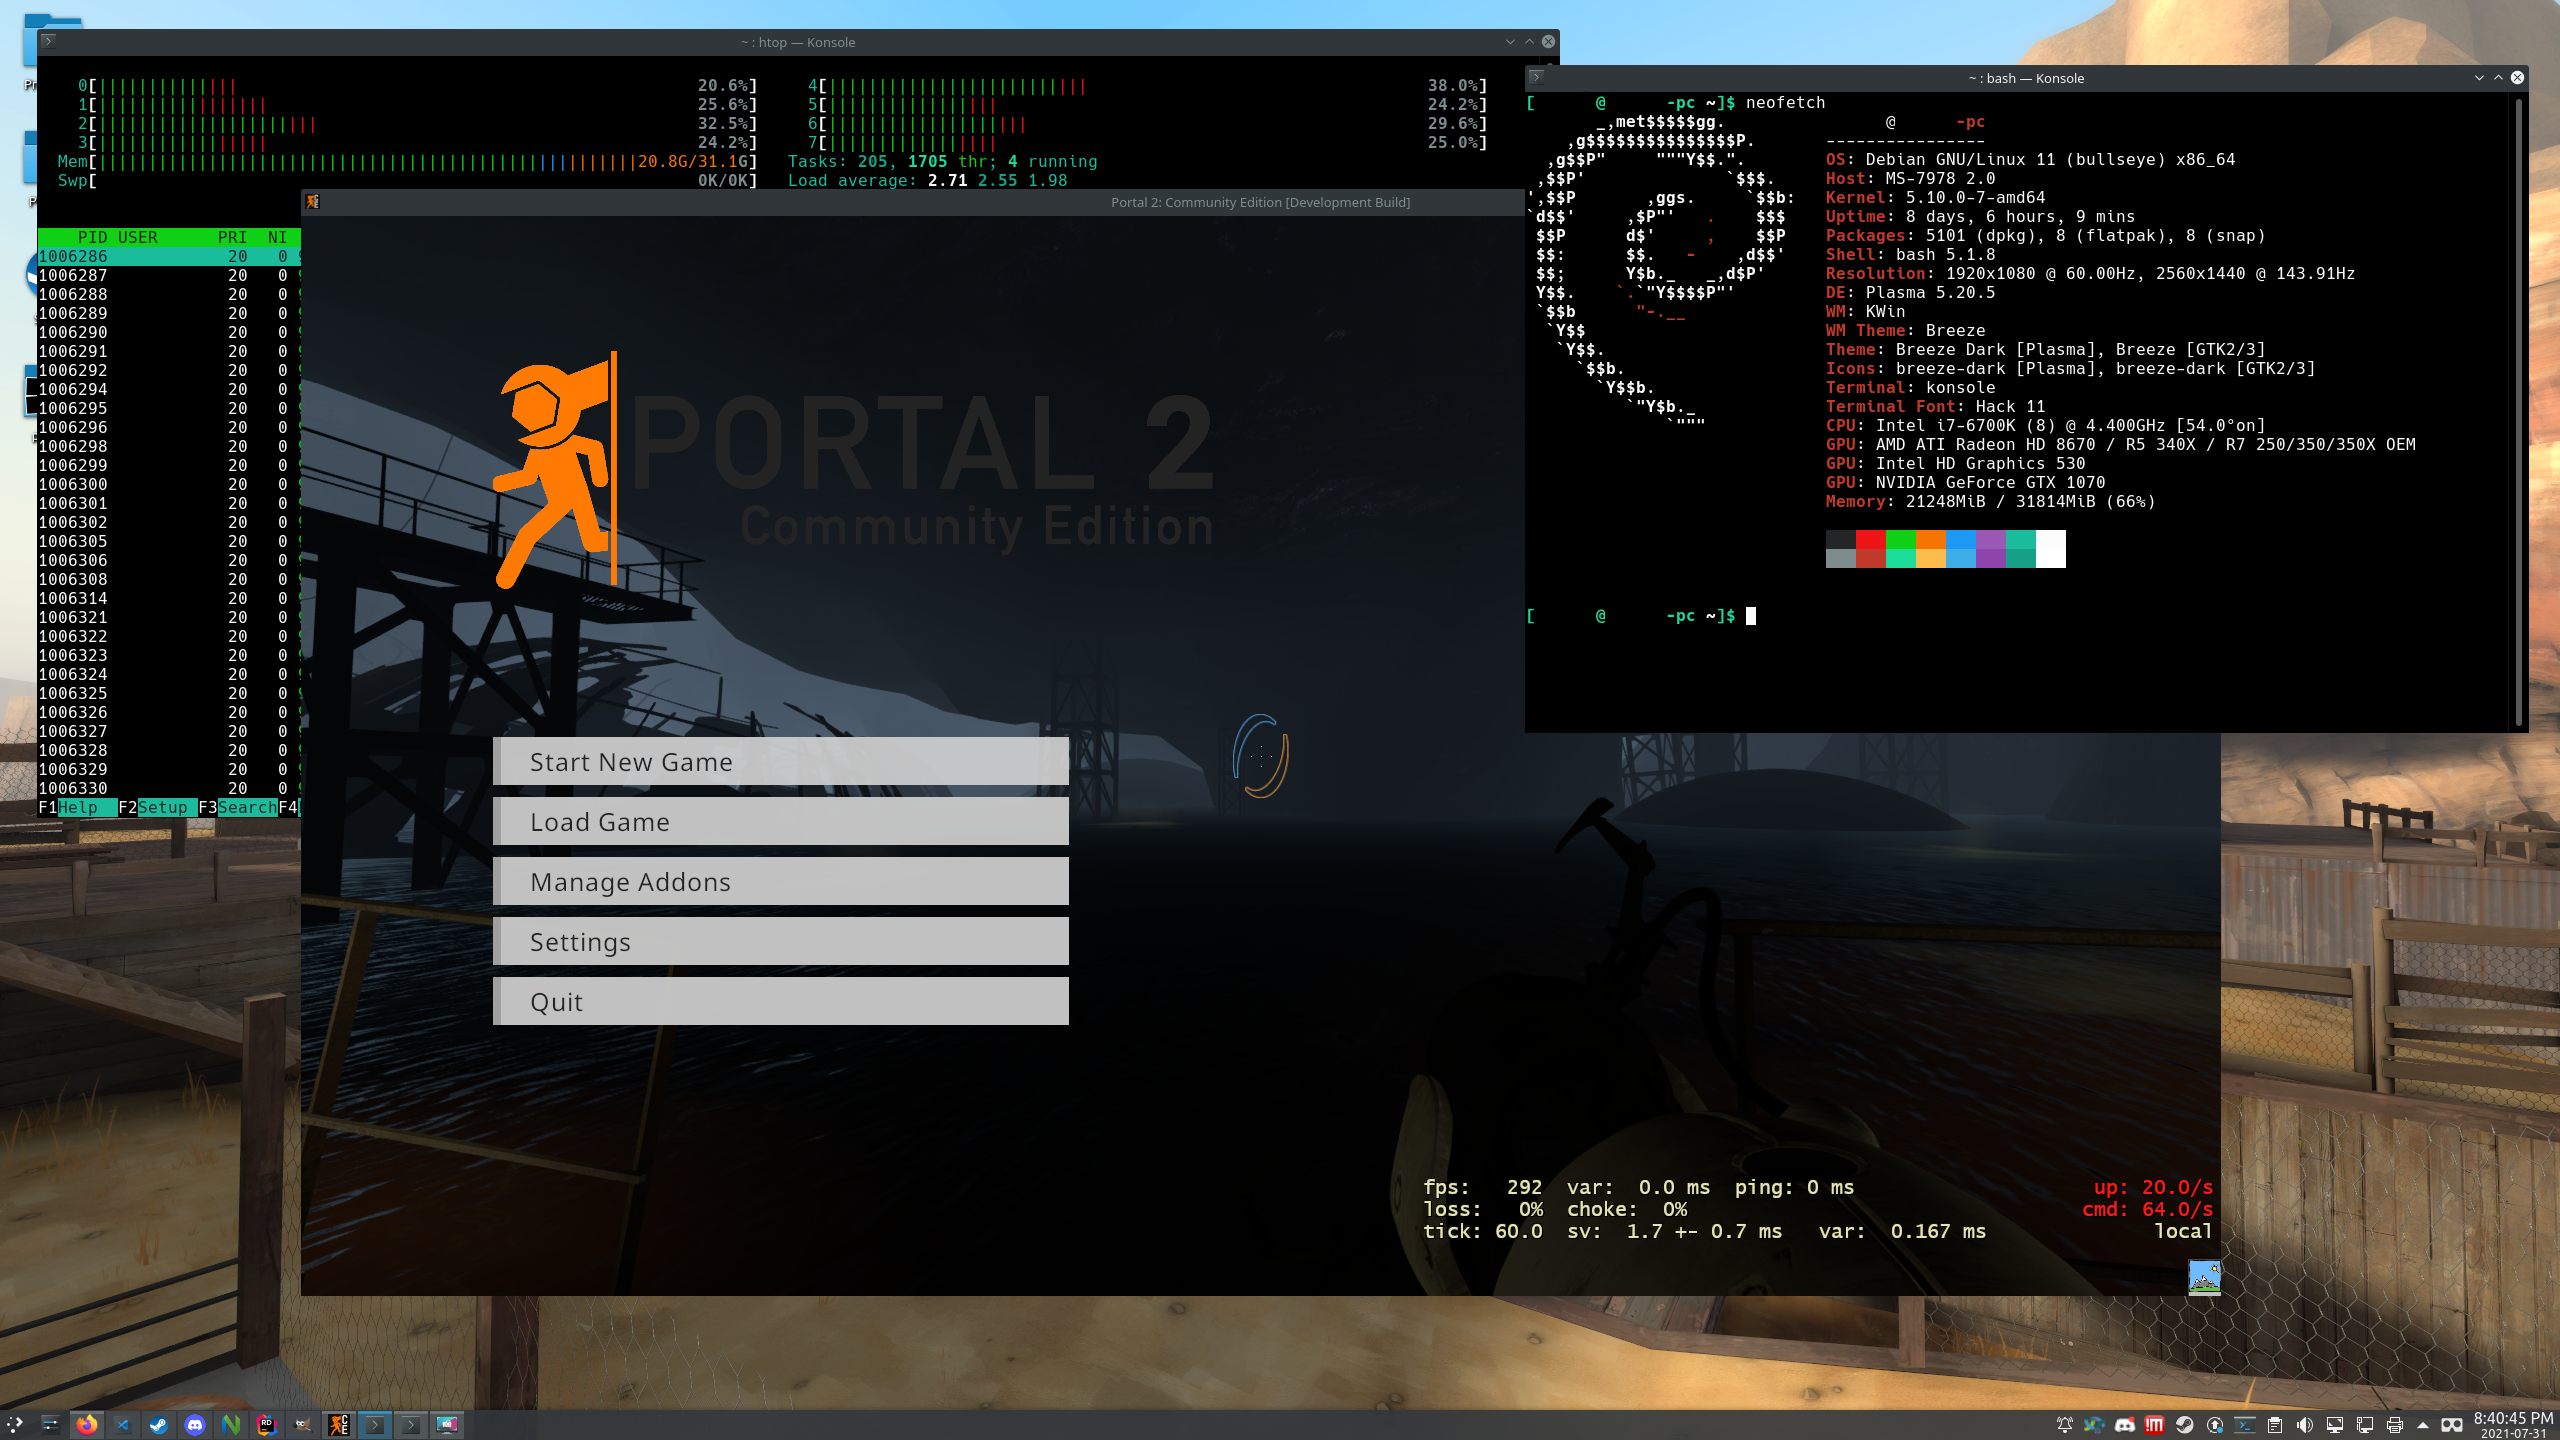 ~ : htop — Konsole
0[|||||||||||||| 20.6%]
1[||||||||||||||||| 25.6%]
2[|||||||||||||||||||||| 32.5%]
3[||||||||||||||||| 24.2%]
Mem[ 20.8G/31.1G]
Swp[ 0K/0K]
4[ 38.0%]
5[ 24.2%]
6[ 29.6%]
7[ 25.0%]
Tasks: 205, 1705 thr; 4 running
Load average: 2.71 2.55 1.98
PID USER PRI NI
1006286 20 0
1006287 20 0
1006288 20 0
1006289 20 0
1006290 20 0
1006291 20 0
1006292 20 0
1006294 20 0
1006295 20 0
1006296 20 0
1006298 20 0
1006299 20 0
1006300 20 0
1006301 20 0
1006302 20 0
1006305 20 0
1006306 20 0
1006308 20 0
1006314 20 0
1006321 20 0
1006322 20 0
1006323 20 0
1006324 20 0
1006325 20 0
1006326 20 0
1006327 20 0
1006328 20 0
1006329 20 0
1006330 20 0
F1Help F2Setup F3SearchF4
Portal 2: Community Edition [Development Build]
PORTAL 2
Community Edition
Start New Game
Load Game
Manage Addons
Settings
Quit
fps: 292 var: 0.0 ms ping: 0 ms
loss: 0% choke: 0%
tick: 60.0 sv: 1.7 +- 0.7 ms var: 0.167 ms
up: 20.0/s
cmd: 64.0/s
local
~ : bash — Konsole
[ @ -pc ~]$ neofetch
@ -pc
----------------
OS: Debian GNU/Linux 11 (bullseye) x86_64
Host: MS-7978 2.0
Kernel: 5.10.0-7-amd64
Uptime: 8 days, 6 hours, 9 mins
Packages: 5101 (dpkg), 8 (flatpak), 8 (snap)
Shell: bash 5.1.8
Resolution: 1920x1080 @ 60.00Hz, 2560x1440 @ 143.91Hz
DE: Plasma 5.20.5
WM: KWin
WM Theme: Breeze
Theme: Breeze Dark [Plasma], Breeze [GTK2/3]
Icons: breeze-dark [Plasma], breeze-dark [GTK2/3]
Terminal: konsole
Terminal Font: Hack 11
CPU: Intel i7-6700K (8) @ 4.400GHz [54.0°on]
GPU: AMD ATI Radeon HD 8670 / R5 340X / R7 250/350/350X OEM
GPU: Intel HD Graphics 530
GPU: NVIDIA GeForce GTX 1070
Memory: 21248MiB / 31814MiB (66%)
[ @ -pc ~]$
8:40:45 PM
2021-07-31